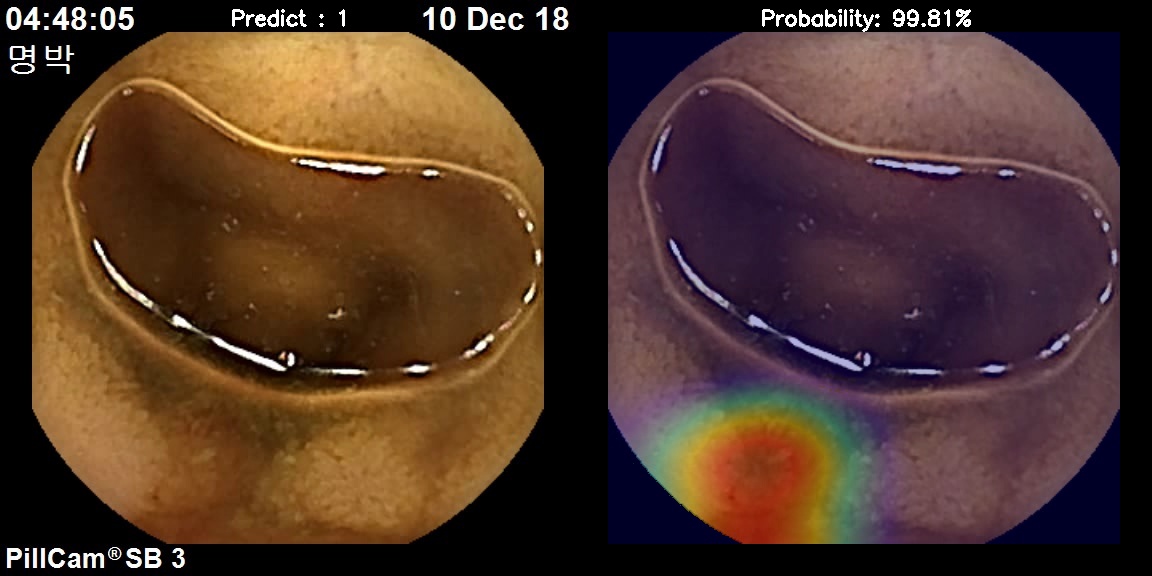 04:48:05 Predict : 1 10 Dec 18 Probability: 99.81%
명박
PillCam® SB 3